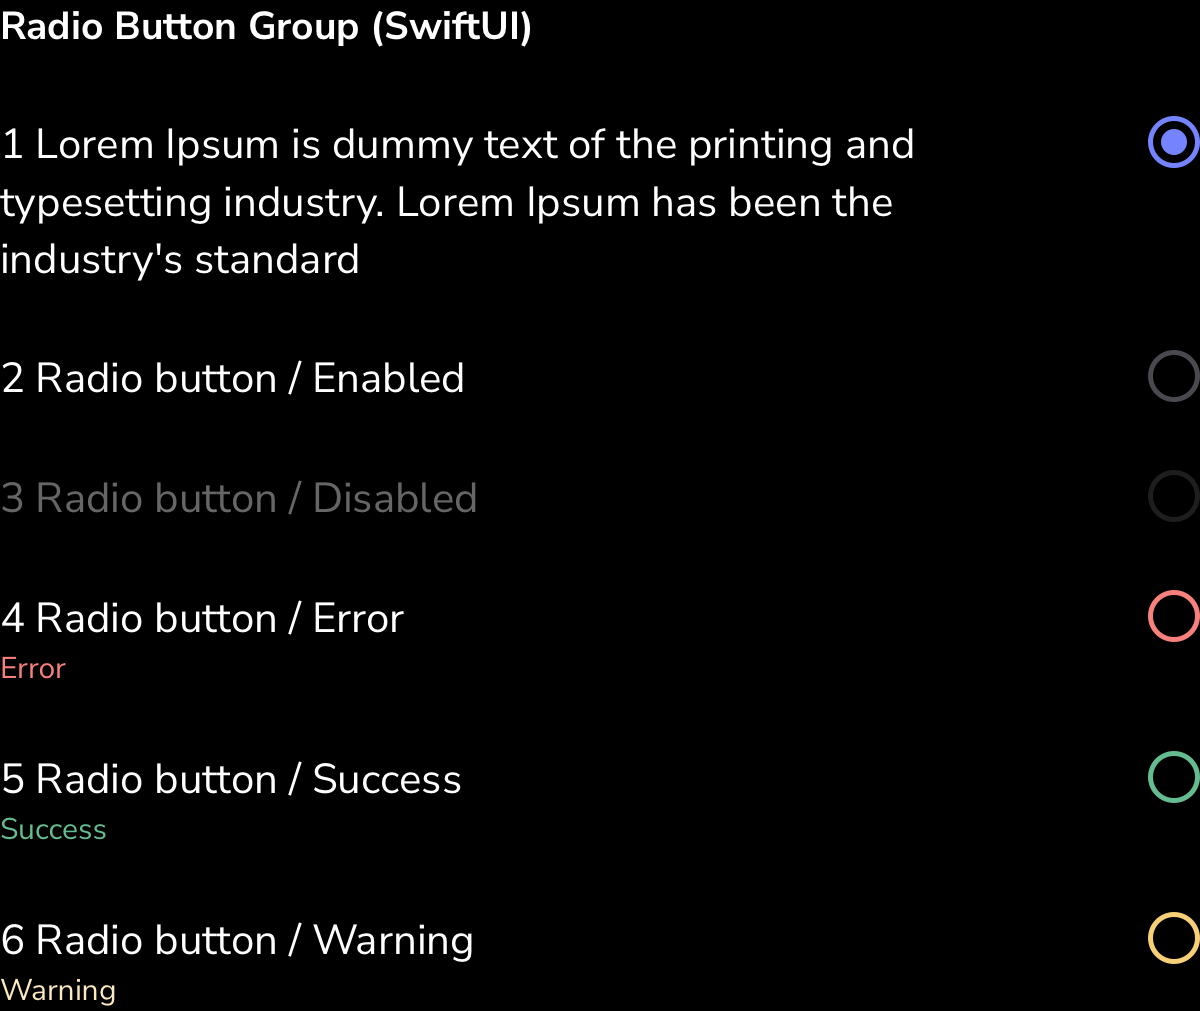 Radio Button Group (SwiftUI)
1 Lorem Ipsum is dummy text of the printing and
typesetting industry. Lorem Ipsum has been the
industry's standard
2 Radio button / Enabled
3 Radio button / Disabled
4 Radio button / Error
Error
5 Radio button / Success
Success
6 Radio button / Warning
Warning